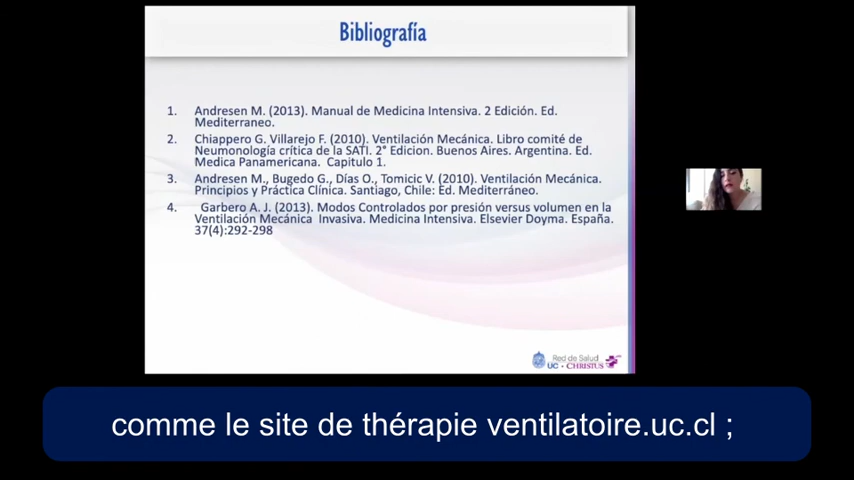 Bibliografía
1. Andresen M. (2013). Manual de Medicina Intensiva. 2 Edición. Ed.
Mediterraneo.
2. Chiappero G. Villarejo F. (2010). Ventilación Mecánica. Libro comité de
Neumonología crítica de la SATI. 2° Edicion. Buenos Aires. Argentina. Ed.
Medica Panamericana. Capitulo 1.
3. Andresen M., Bugedo G., Días O., Tomicic V. (2010). Ventilación Mecánica.
Principios y Práctica Clínica. Santiago, Chile: Ed. Mediterráneo.
4. Garbero A. J. (2013). Modos Controlados por presión versus volumen en la
Ventilación Mecánica Invasiva. Medicina Intensiva. Elsevier Doyma. España.
37(4):292-298
Red de Salud
UC · CHRISTUS
comme le site de thérapie ventilatoire.uc.cl ;